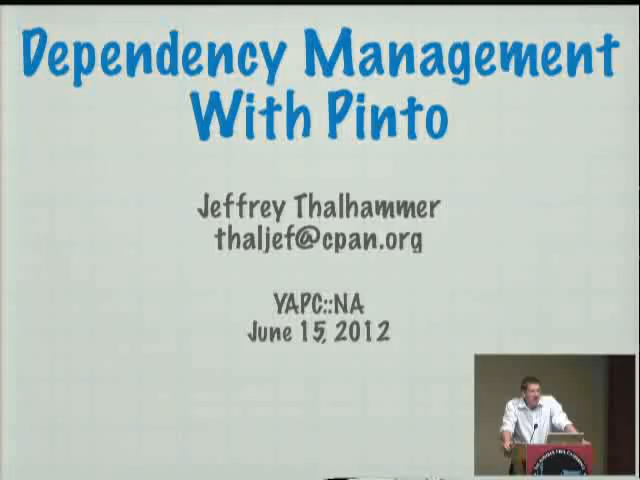 Dependency Management
With Pinto
Jeffrey Thalhammer
thaljef@cpan.org
YAPC::NA
June 15, 2012